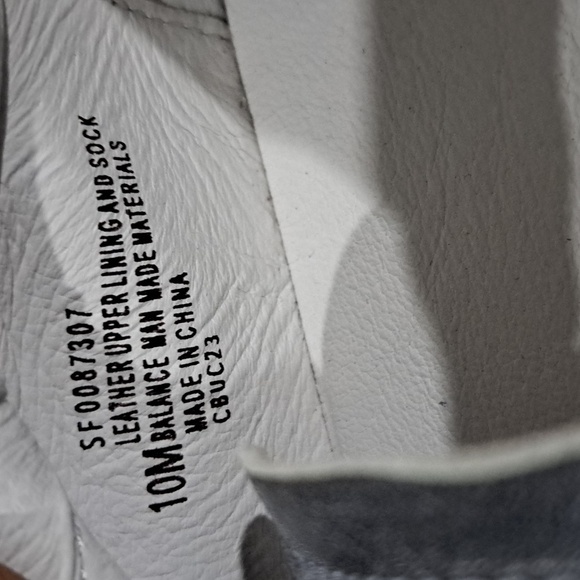 SF0087307
LEATHER UPPER LINING AND SOCK
10M BALANCE MAN MADE MATERIALS
MADE IN CHINA
CBUC23